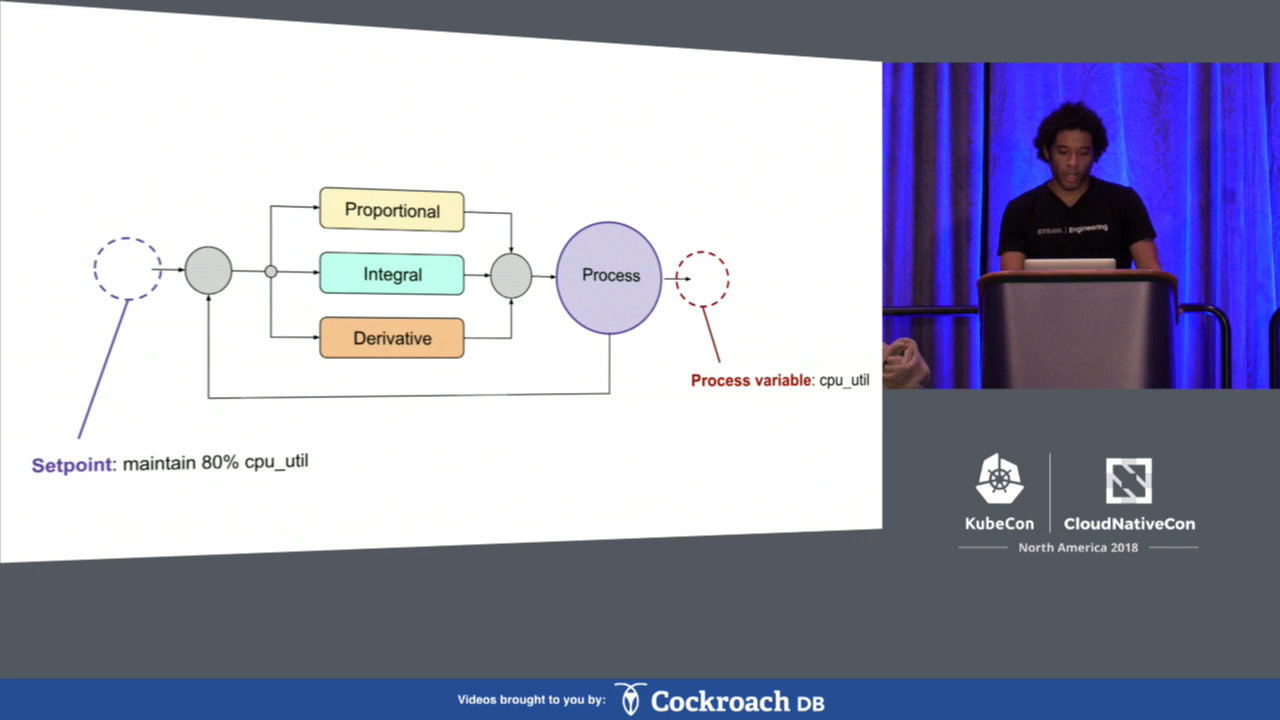 Proportional
Integral
Derivative
Process
Process variable: cpu_util
Setpoint: maintain 80% cpu_util
Engineering
KubeCon
CloudNativeCon
North America 2018
Videos brought to you by:
Cockroach DB